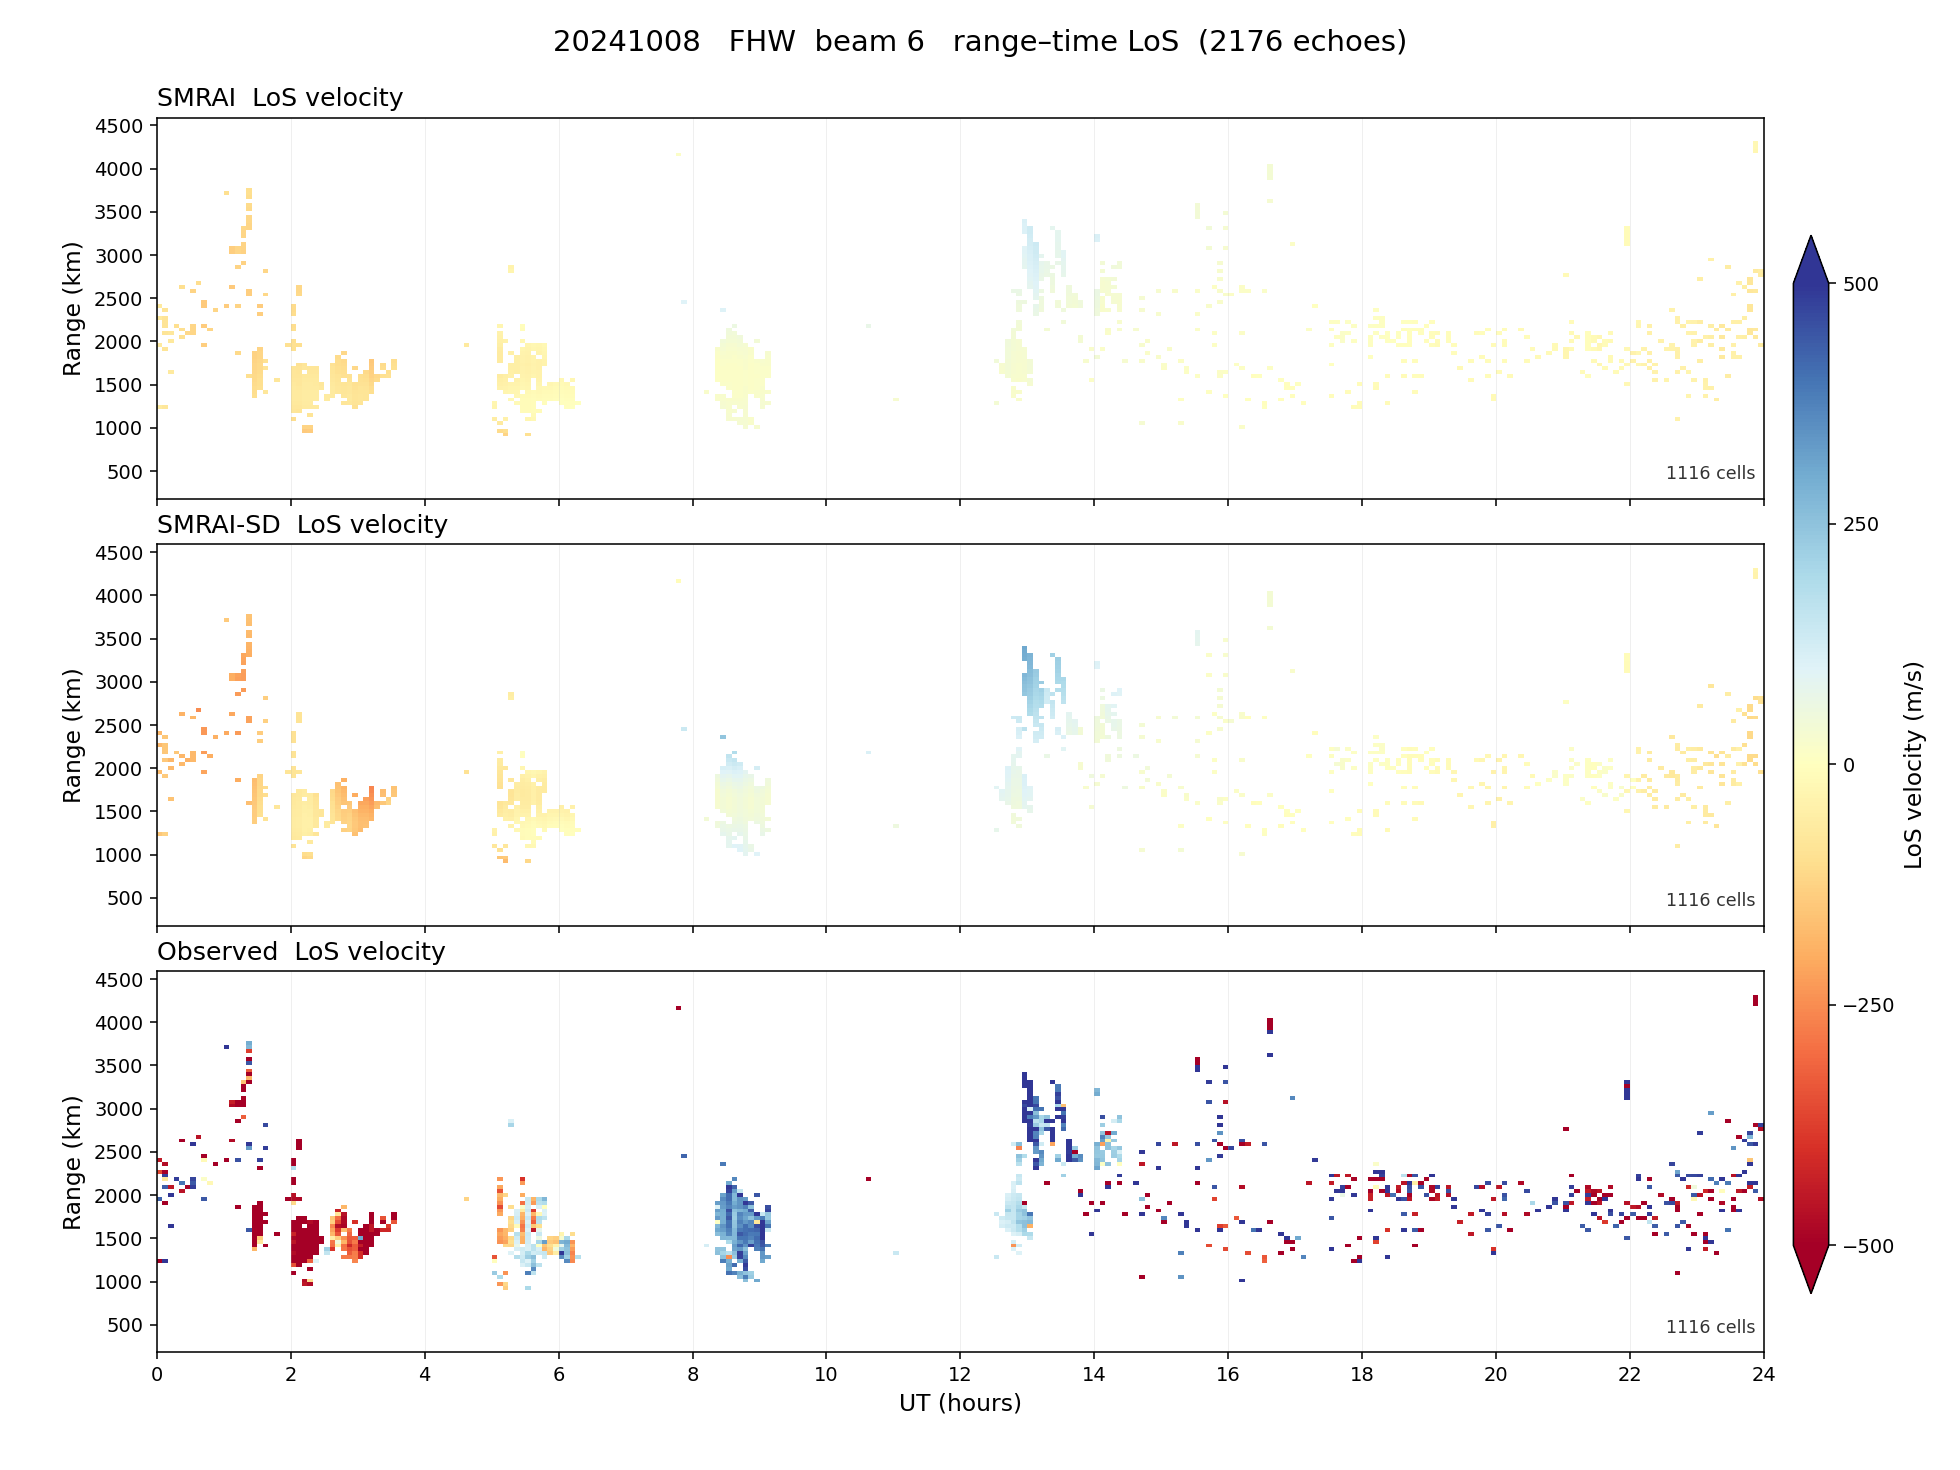 20241008   FHW  beam 6   range–time LoS  (2176 echoes)
SMRAI  LoS velocity
4500
4000
3500
3000
2500
2000
1500
1000
500
Range (km)
1116 cells
SMRAI-SD  LoS velocity
4500
4000
3500
3000
2500
2000
1500
1000
500
Range (km)
1116 cells
Observed  LoS velocity
4500
4000
3500
3000
2500
2000
1500
1000
500
Range (km)
1116 cells
0 2 4 6 8 10 12 14 16 18 20 22 24
UT (hours)
500
250
0
−250
−500
LoS velocity (m/s)